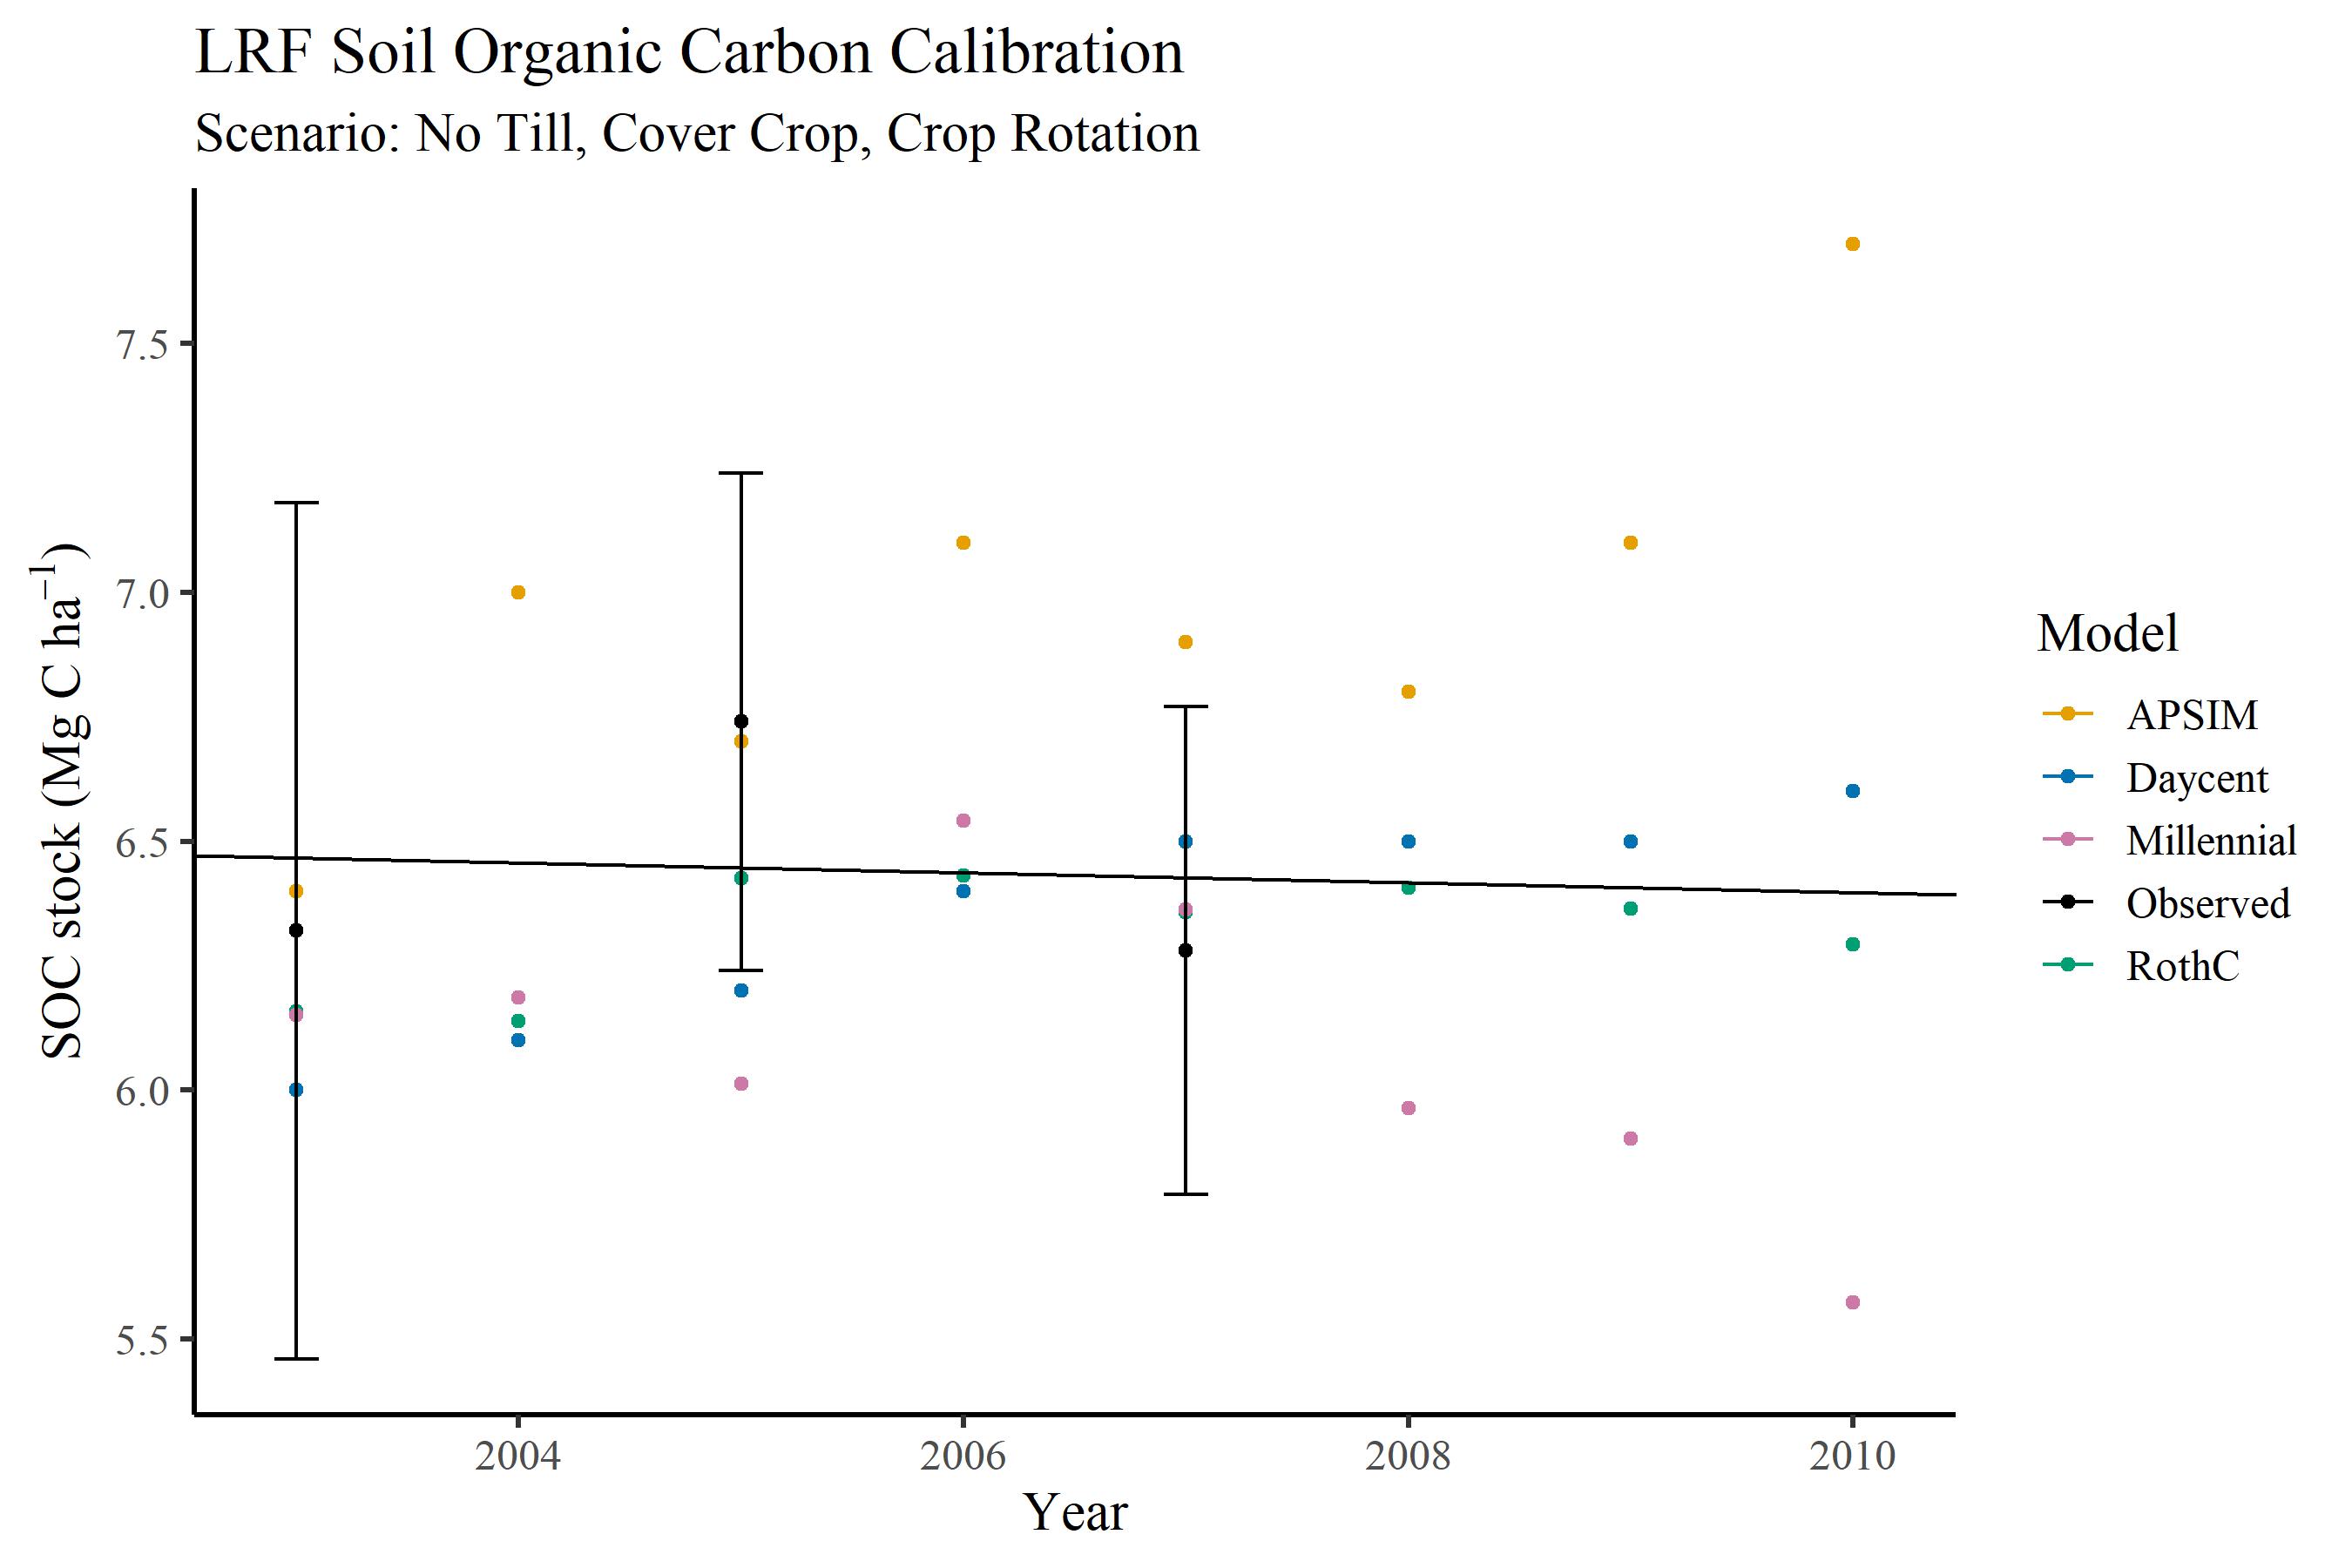 LRF Soil Organic Carbon Calibration
Scenario: No Till, Cover Crop, Crop Rotation
SOC stock (Mg C ha⁻¹)
7.5
7.0
6.5
6.0
5.5
2004
2006
2008
2010
Year
Model
APSIM
Daycent
Millennial
Observed
RothC